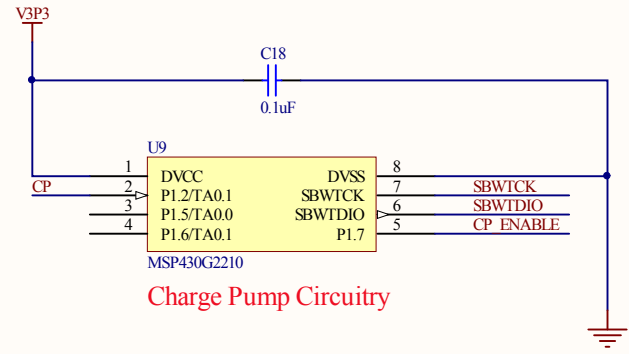 V3P3
C18
0.1uF
U9
1 DVCC DVSS 8
CP 2 P1.2/TA0.1 SBWTCK 7 SBWTCK
3 P1.5/TA0.0 SBWTDIO 6 SBWTDIO
4 P1.6/TA0.1 P1.7 5 CP_ENABLE
MSP430G2210
Charge Pump Circuitry